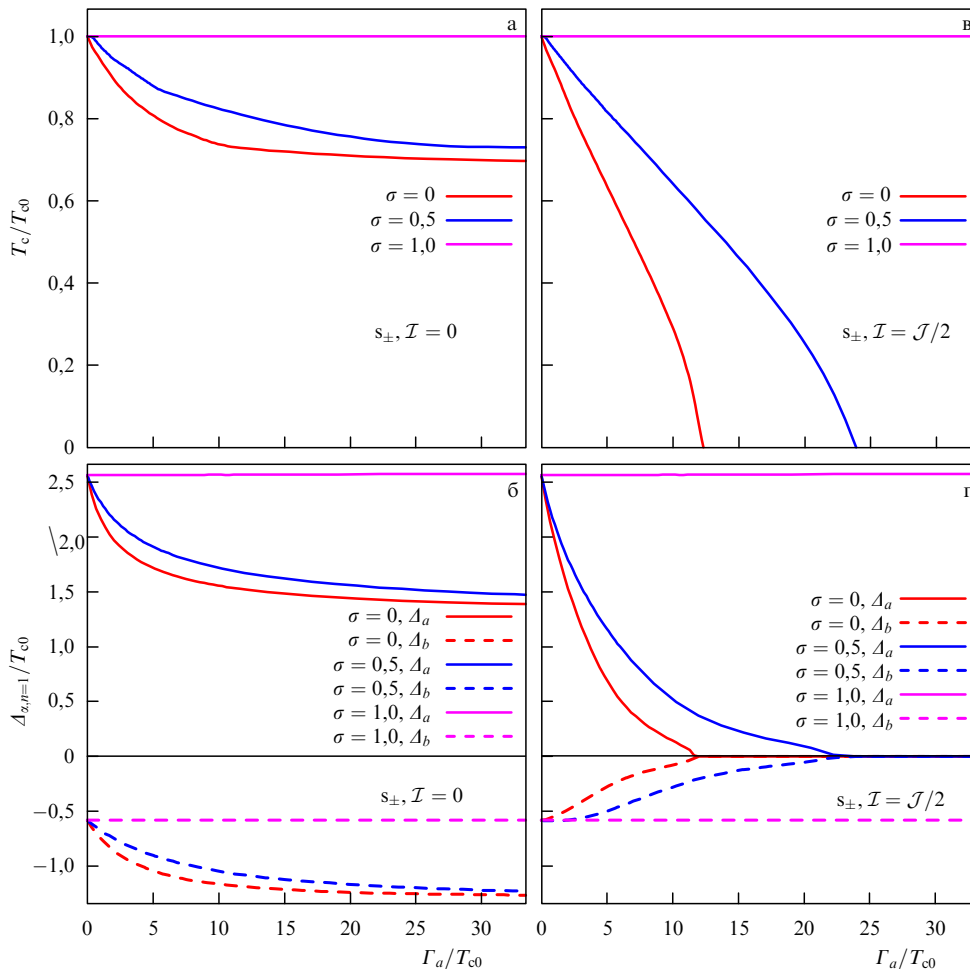 а
1,0
0,8
0,6
0,4
0,2
0
T_c/T_c0
σ = 0
σ = 0,5
σ = 1,0
s_±, ℐ = 0
в
σ = 0
σ = 0,5
σ = 1,0
s_±, ℐ = 𝒥/2
б
2,5
2,0
1,5
1,0
0,5
0
−0,5
−1,0
Δ_α,n=1/T_c0
σ = 0, Δ_a
σ = 0, Δ_b
σ = 0,5, Δ_a
σ = 0,5, Δ_b
σ = 1,0, Δ_a
σ = 1,0, Δ_b
s_±, ℐ = 0
0 5 10 15 20 25 30
Γ_a/T_c0
г
σ = 0, Δ_a
σ = 0, Δ_b
σ = 0,5, Δ_a
σ = 0,5, Δ_b
σ = 1,0, Δ_a
σ = 1,0, Δ_b
s_±, ℐ = 𝒥/2
0 5 10 15 20 25 30
Γ_a/T_c0